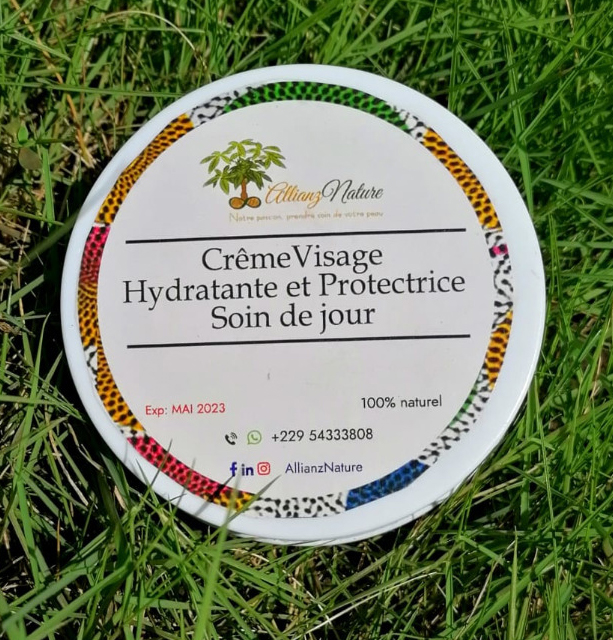 AllianzNature
Notre passion, prendre soin de votre peau
CrêmeVisage
Hydratante et Protectrice
Soin de jour
Exp: MAI 2023
100% naturel
+229 54333808
AllianzNature